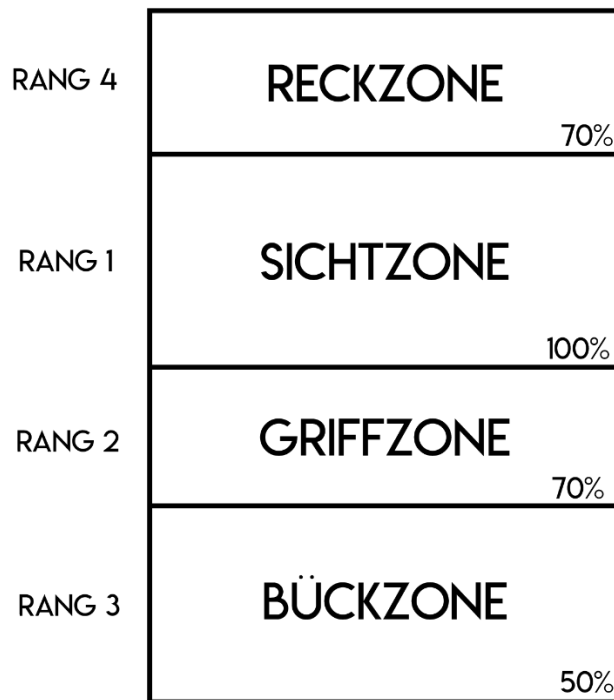 RANG 4
RECKZONE
70%
RANG 1
SICHTZONE
100%
RANG 2
GRIFFZONE
70%
RANG 3
BÜCKZONE
50%